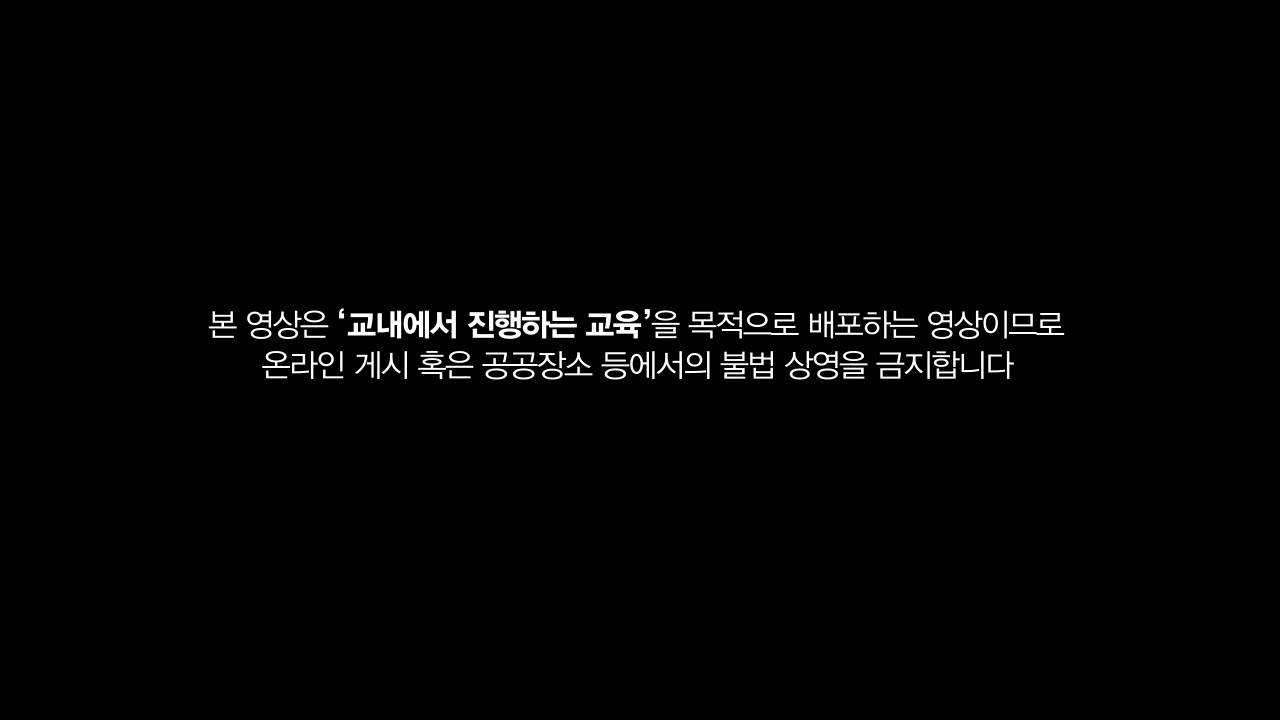 본 영상은 ‘교내에서 진행하는 교육’을 목적으로 배포하는 영상이므로
온라인 게시 혹은 공공장소 등에서의 불법 상영을 금지합니다